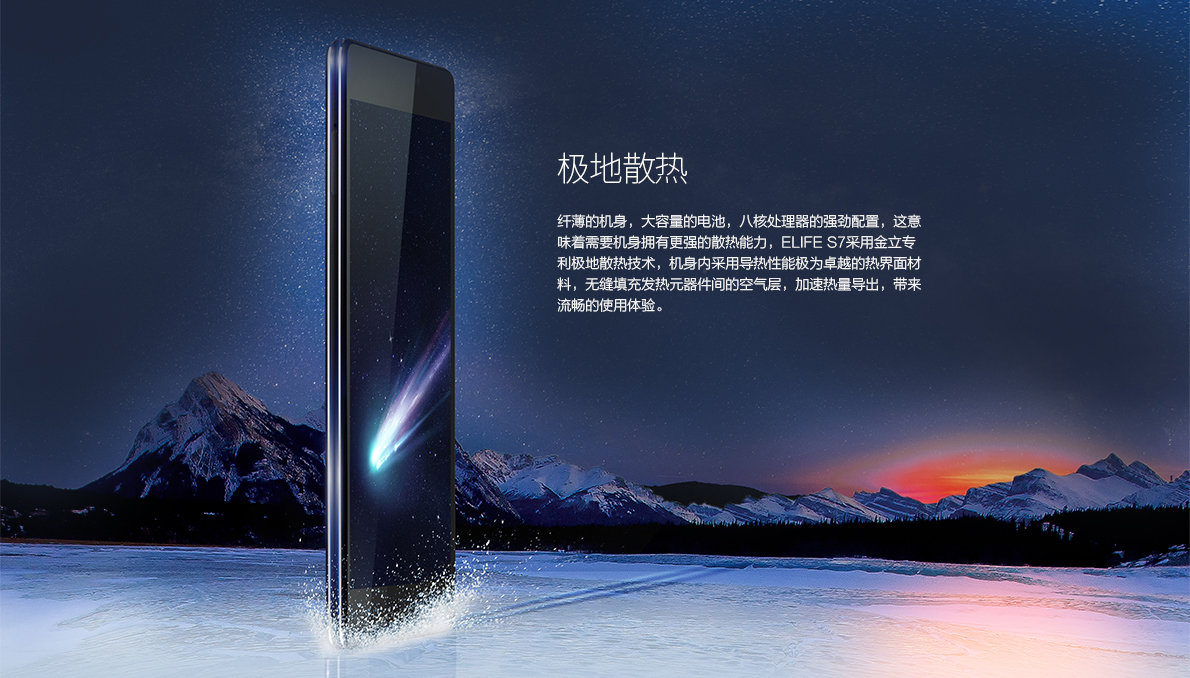 极地散热
纤薄的机身，大容量的电池，八核处理器的强劲配置，这意
味着需要机身拥有更强的散热能力，ELIFE S7采用金立专
利极地散热技术，机身内采用导热性能极为卓越的热界面材
料，无缝填充发热元器件间的空气层，加速热量导出，带来
流畅的使用体验。